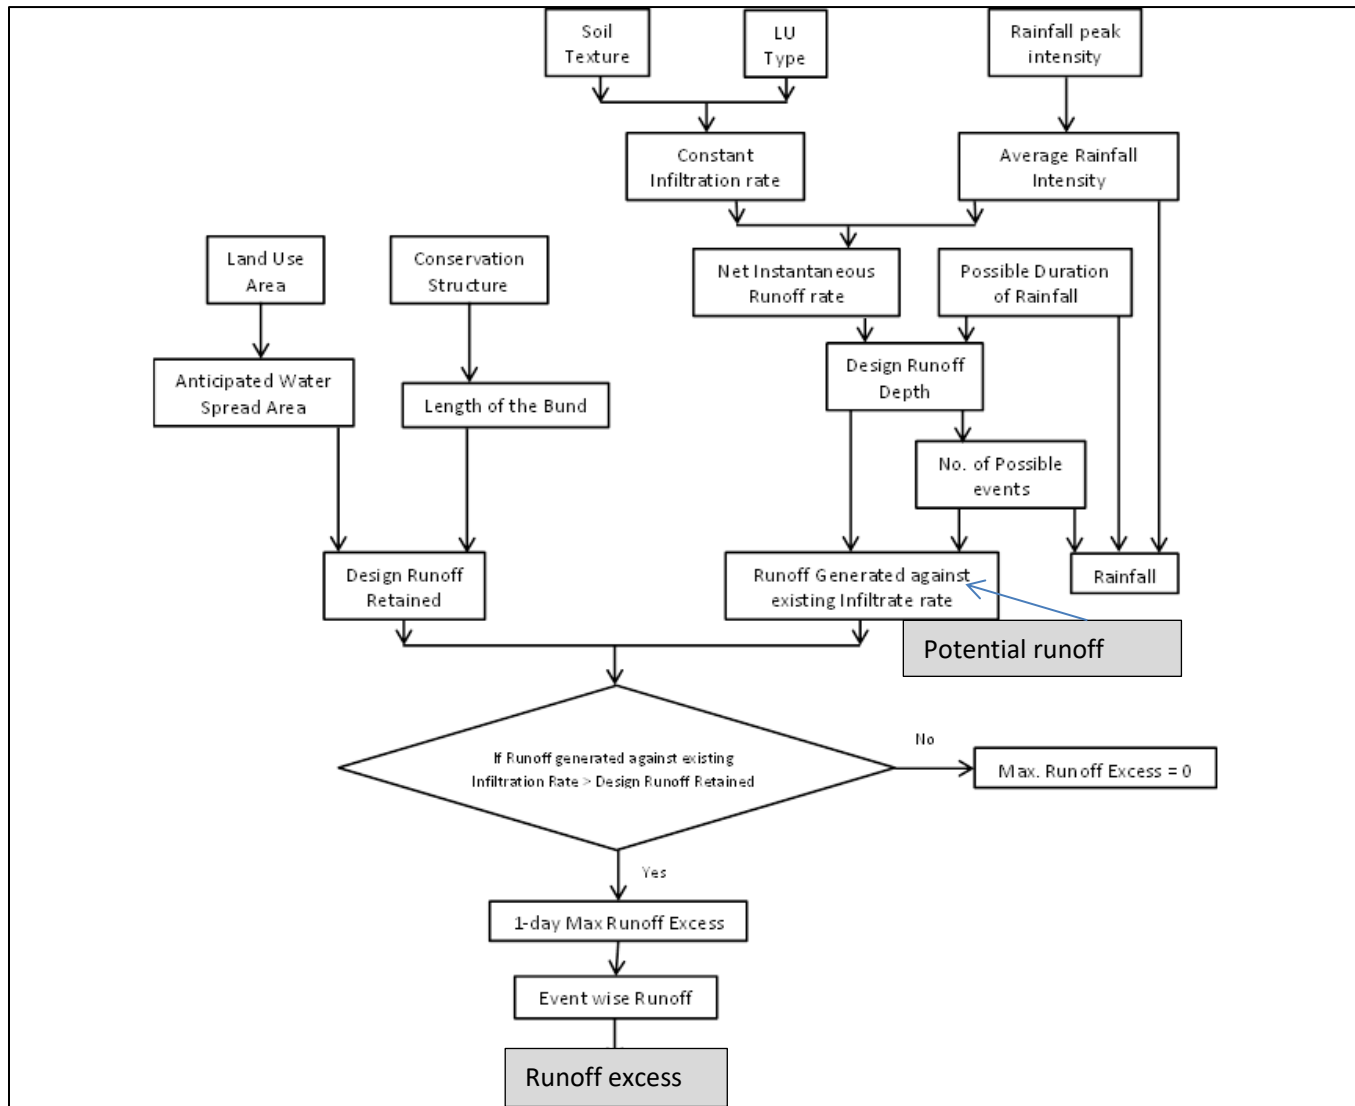 Soil
Texture
LU
Type
Rainfall peak
intensity
Constant
Infiltration rate
Average Rainfall
Intensity
Land Use
Area
Conservation
Structure
Net Instantaneous
Runoff rate
Possible Duration
of Rainfall
Anticipated Water
Spread Area
Length of the Bund
Design Runoff
Depth
No. of Possible
events
Design Runoff
Retained
Runoff Generated against
existing Infiltrate rate
Rainfall
Potential runoff
If Runoff generated against existing
Infiltration Rate > Design Runoff Retained
No
Max. Runoff Excess = 0
Yes
1-day Max Runoff Excess
Event wise Runoff
Runoff excess